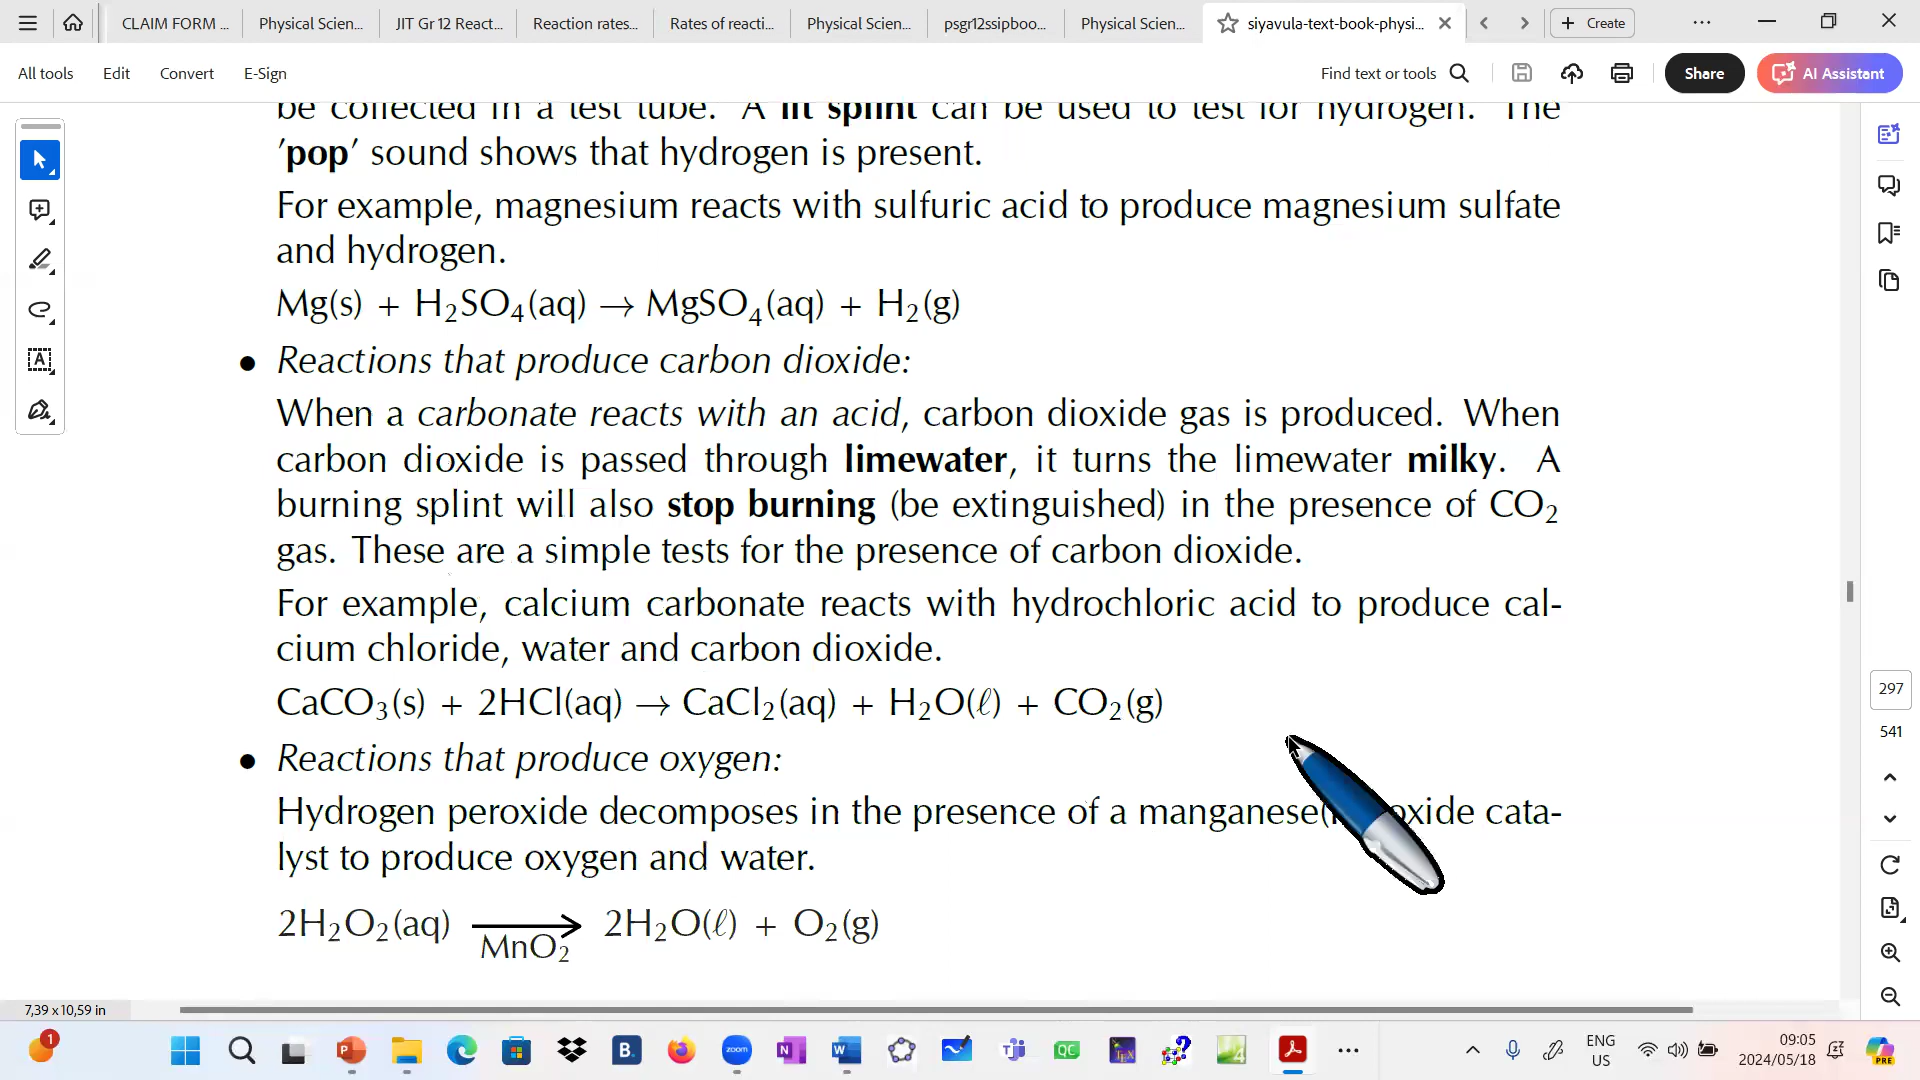 CLAIM FORM ...
Physical Scien...
JIT Gr 12 React...
Reaction rates...
Rates of reacti...
Physical Scien...
psgr12ssipboo...
Physical Scien...
siyavula-text-book-physi...
Create
All tools
Edit
Convert
E-Sign
Find text or tools
Share
AI Assistant
be collected in a test tube. A lit splint can be used to test for hydrogen. The
'pop' sound shows that hydrogen is present.
For example, magnesium reacts with sulfuric acid to produce magnesium sulfate
and hydrogen.
Mg(s) + H₂SO₄(aq) → MgSO₄(aq) + H₂(g)
• Reactions that produce carbon dioxide:
When a carbonate reacts with an acid, carbon dioxide gas is produced. When
carbon dioxide is passed through limewater, it turns the limewater milky. A
burning splint will also stop burning (be extinguished) in the presence of CO₂
gas. These are a simple tests for the presence of carbon dioxide.
For example, calcium carbonate reacts with hydrochloric acid to produce cal-
cium chloride, water and carbon dioxide.
CaCO₃(s) + 2HCl(aq) → CaCl₂(aq) + H₂O(ℓ) + CO₂(g)
• Reactions that produce oxygen:
Hydrogen peroxide decomposes in the presence of a cata-
lyst to produce oxygen and water.
2H₂O₂(aq) → 2H₂O(ℓ) + O₂(g)
MnO₂
297
541
7,39 x 10,59 in
1
zoom
ENG
US
09:05
2024/05/18
PRE